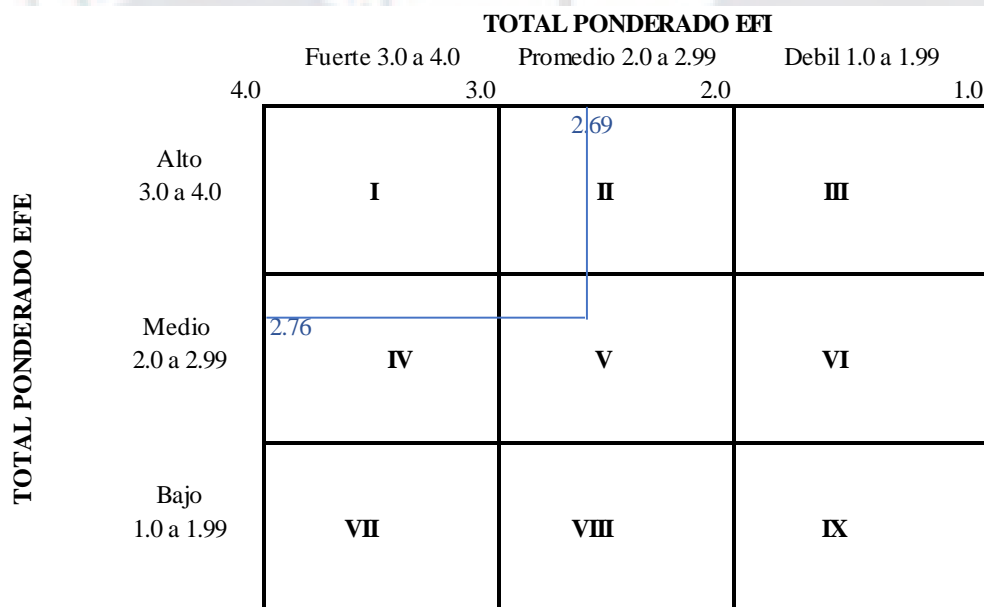 TOTAL PONDERADO EFI
Fuerte 3.0 a 4.0 Promedio 2.0 a 2.99 Debil 1.0 a 1.99
4.0 3.0 2.0 1.0
2.69
Alto
3.0 a 4.0
I II III
TOTAL PONDERADO EFE
2.76
Medio
2.0 a 2.99
IV V VI
Bajo
1.0 a 1.99
VII VIII IX